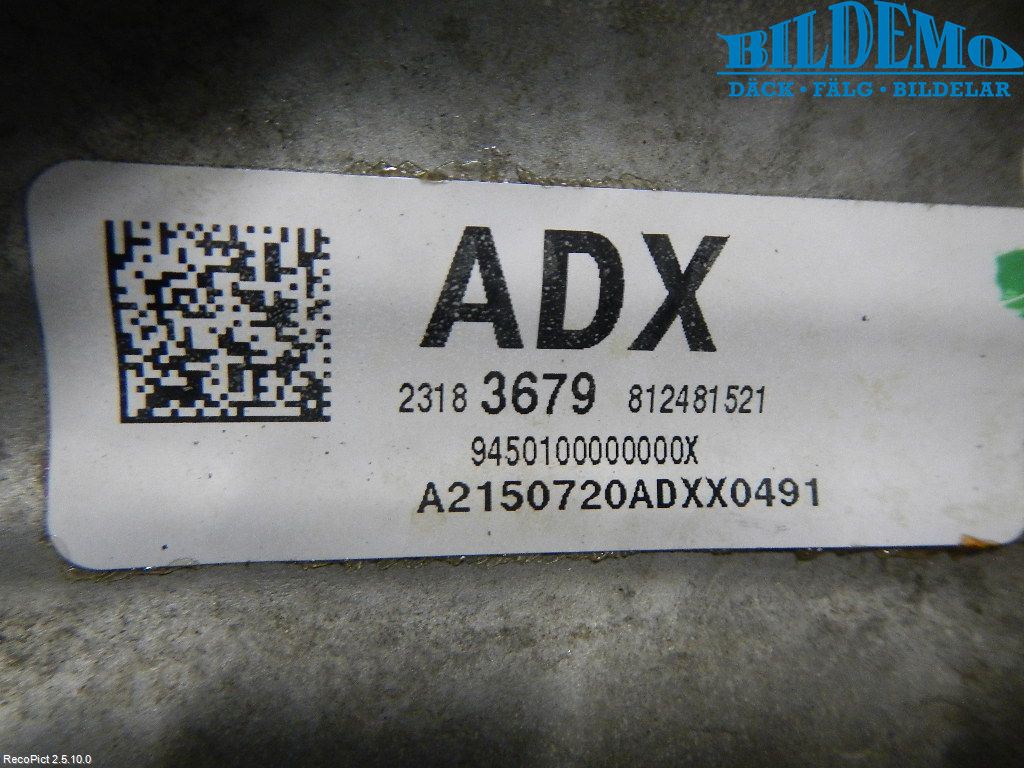 BILDEMO
DÄCK • FÄLG • BILDELAR
ADX
2318 3679 812481521
9450100000000X
A2150720ADXX0491
RecoPict 2.5.10.0